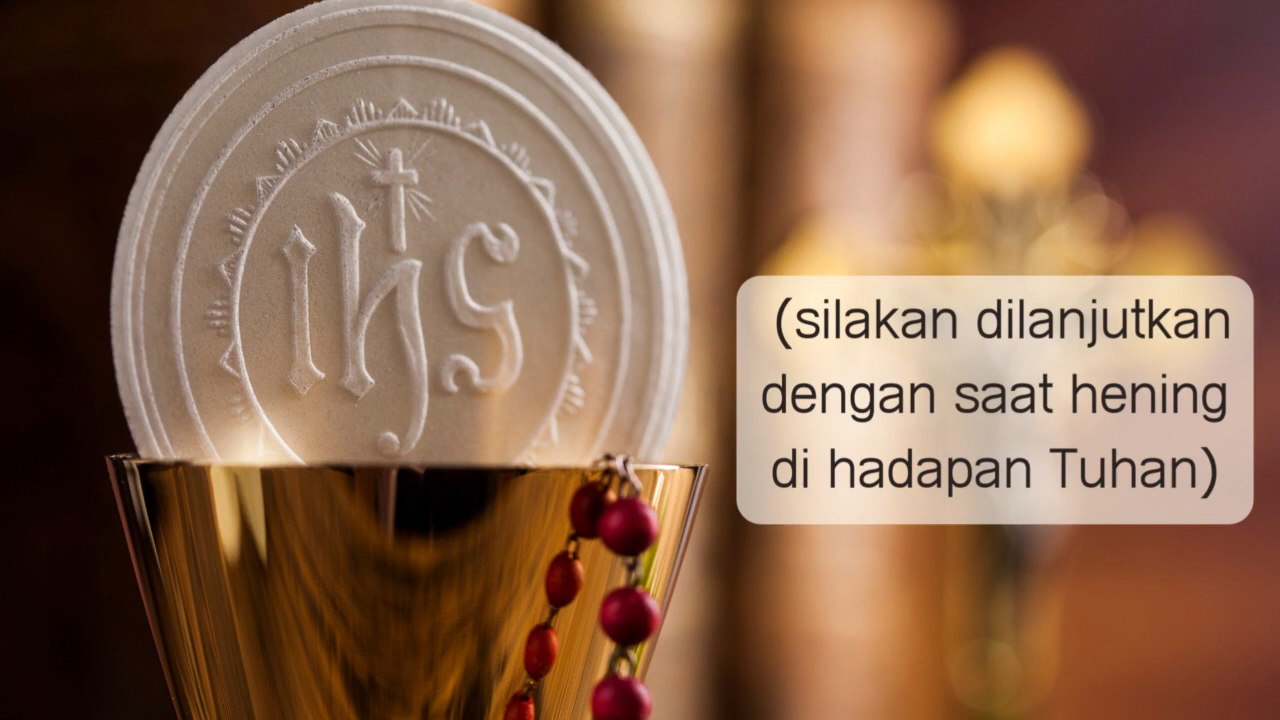 IHS
(silakan dilanjutkan
dengan saat hening
di hadapan Tuhan)